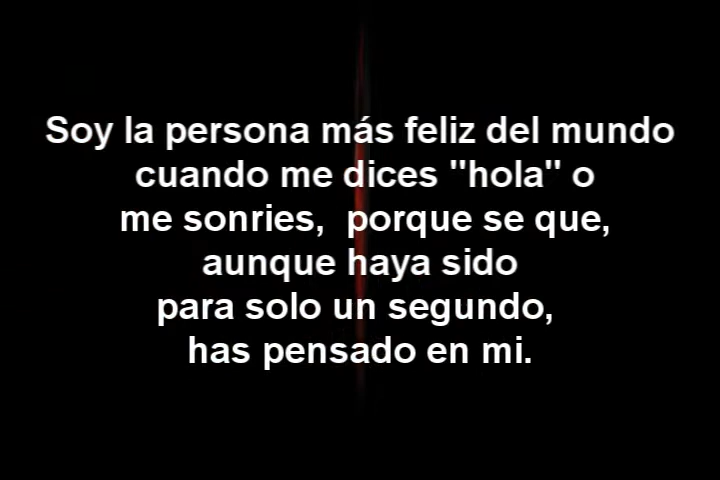 Soy la persona más feliz del mundo
cuando me dices "hola" o
me sonries, porque se que,
aunque haya sido
para solo un segundo,
has pensado en mi.